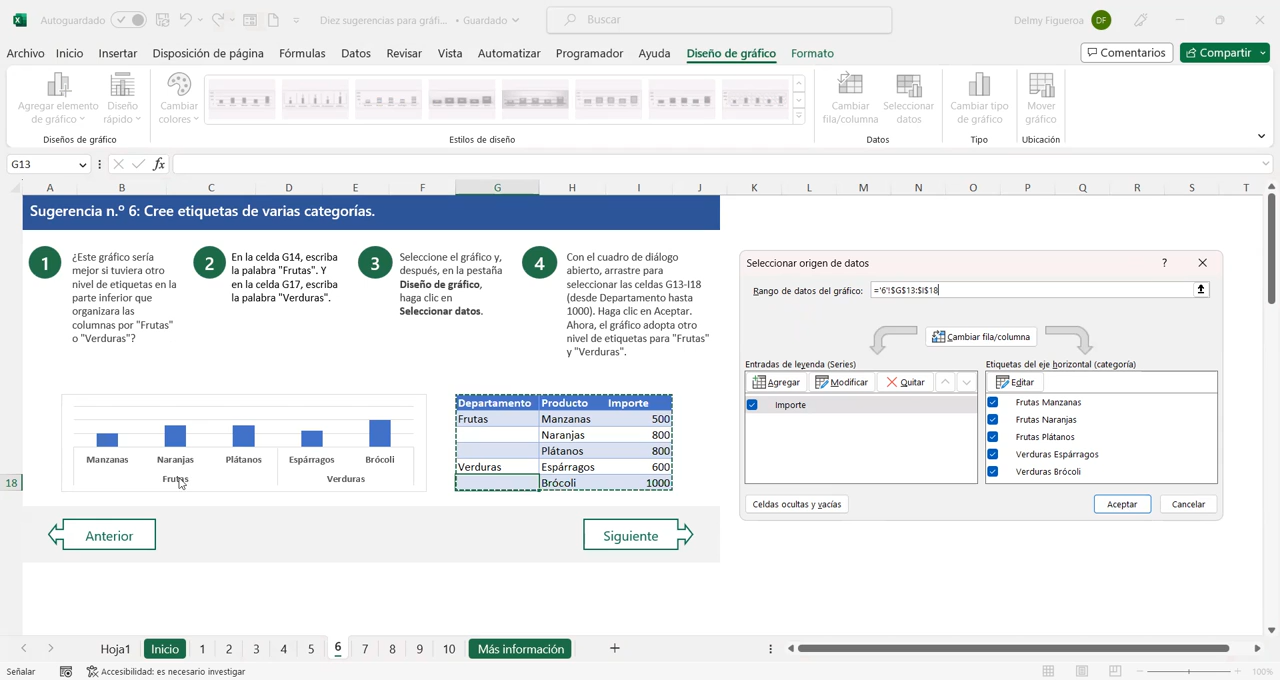 Autoguardado
Diez sugerencias para gráfi... • Guardado
Buscar
Delmy Figueroa
DF
Archivo Inicio Insertar Disposición de página Fórmulas Datos Revisar Vista Automatizar Programador Ayuda Diseño de gráfico Formato
Comentarios
Compartir
Agregar elemento de gráfico
Diseño rápido
Cambiar colores
Cambiar fila/columna
Seleccionar datos
Cambiar tipo de gráfico
Mover gráfico
Diseños de gráfico
Estilos de diseño
Datos
Tipo
Ubicación
G13
fx
A B C D E F G H I J K L M N O P Q R S T
Sugerencia n.º 6: Cree etiquetas de varias categorías.
1
¿Este gráfico sería
mejor si tuviera otro
nivel de etiquetas en la
parte inferior que
organizara las
columnas por "Frutas"
o "Verduras"?
2
En la celda G14, escriba
la palabra "Frutas". Y
en la celda G17, escriba
la palabra "Verduras".
3
Seleccione el gráfico y,
después, en la pestaña
Diseño de gráfico,
haga clic en
Seleccionar datos.
4
Con el cuadro de diálogo
abierto, arrastre para
seleccionar las celdas G13-I18
(desde Departamento hasta
1000). Haga clic en Aceptar.
Ahora, el gráfico adopta otro
nivel de etiquetas para "Frutas"
y "Verduras".
Manzanas Naranjas Plátanos Espárragos Brócoli
Frutas Verduras
Departamento Producto Importe
Frutas Manzanas 500
Naranjas 800
Plátanos 800
Verduras Espárragos 600
Brócoli 1000
18
Anterior
Siguiente
Seleccionar origen de datos
?
Rango de datos del gráfico: ='6'!$G$13:$I$18
Cambiar fila/columna
Entradas de leyenda (Series)
Agregar Modificar Quitar
Importe
Etiquetas del eje horizontal (categoría)
Editar
Frutas Manzanas
Frutas Naranjas
Frutas Plátanos
Verduras Espárragos
Verduras Brócoli
Celdas ocultas y vacías
Aceptar
Cancelar
Hoja1 Inicio 1 2 3 4 5 6 7 8 9 10 Más información
Señalar
Accesibilidad: es necesario investigar
100%